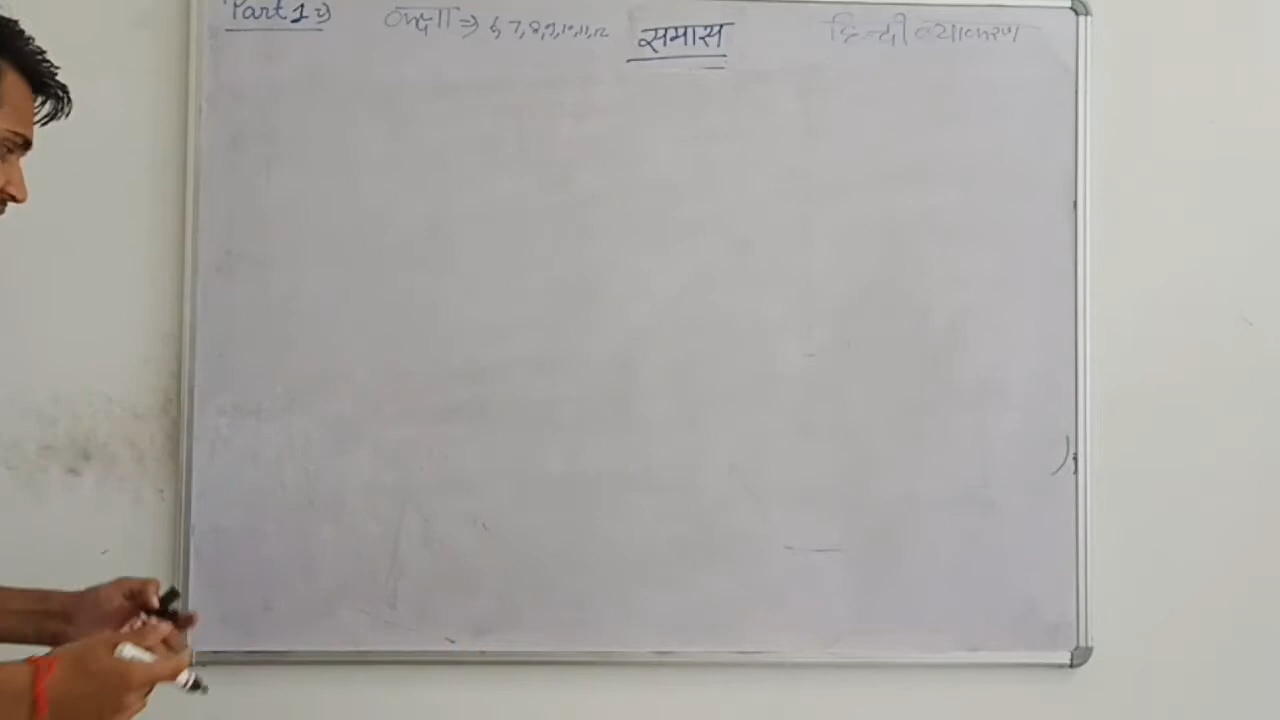 Part 1 ⇒ कक्षा ⇒ 6, 7, 8, 9, 10, 11, 12 समास हिन्दी व्याकरण